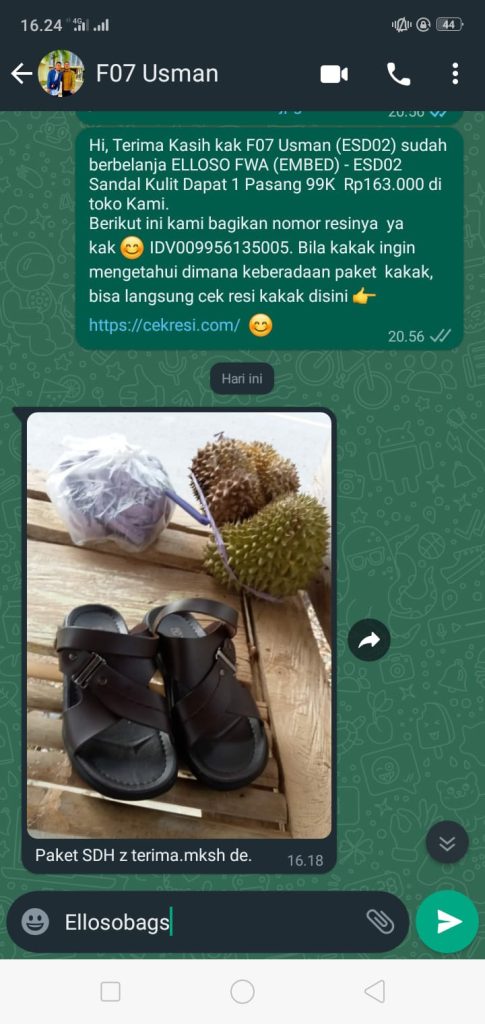 16.24
4G
44
F07 Usman
20.56
Hi, Terima Kasih kak F07 Usman (ESD02) sudah
berbelanja ELLOSO FWA (EMBED) - ESD02
Sandal Kulit Dapat 1 Pasang 99K  Rp163.000 di
toko Kami.
Berikut ini kami bagikan nomor resinya  ya
kak 😊 IDV009956135005. Bila kakak ingin
mengetahui dimana keberadaan paket  kakak,
bisa langsung cek resi kakak disini 👉
https://cekresi.com/ 😊
20.56
Hari ini
Paket SDH z terima.mksh de.
16.18
Ellosobags